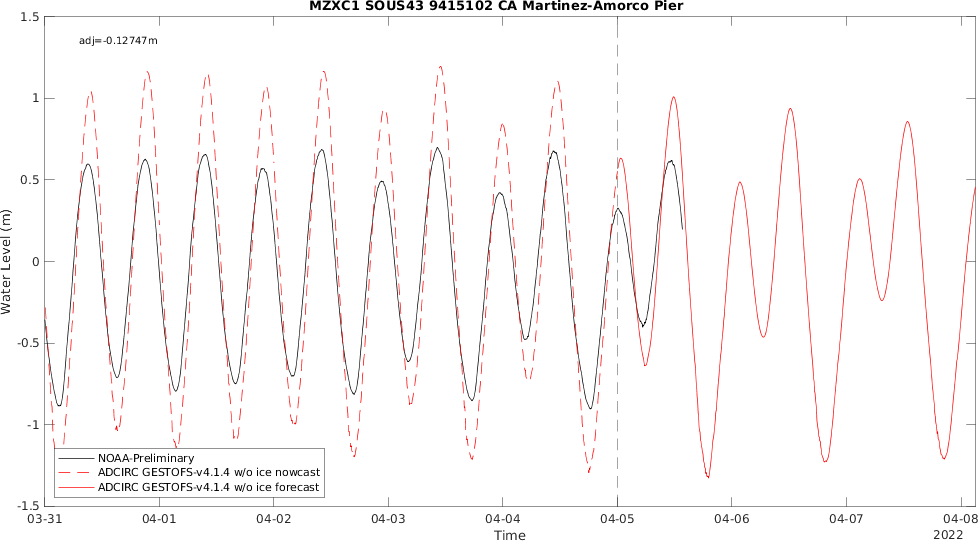 MZXC1 SOUS43 9415102 CA Martinez-Amorco Pier
adj=-0.12747m
1.5
1
0.5
0
-0.5
-1
-1.5
Water Level (m)
NOAA-Preliminary
ADCIRC GESTOFS-v4.1.4 w/o ice nowcast
ADCIRC GESTOFS-v4.1.4 w/o ice forecast
03-31 04-01 04-02 04-03 04-04 04-05 04-06 04-07 04-08
Time
2022